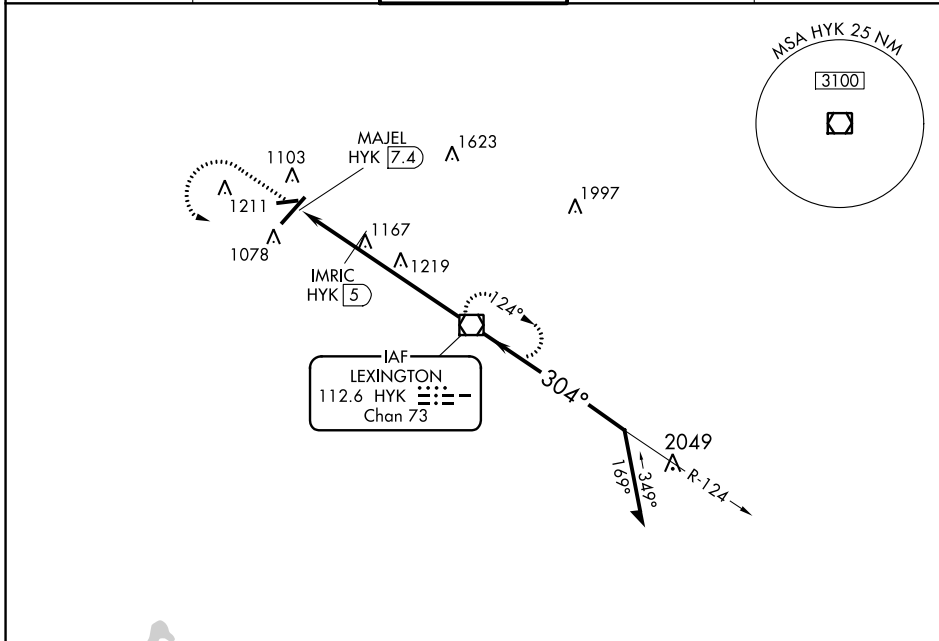 MSA HYK 25 NM
3100
MAJEL
HYK 7.4
1623
1103
1211
1997
1078
1167
1219
IMRIC
HYK 5
124°
IAF
LEXINGTON
112.6 HYK
Chan 73
304°
2049
R-124
169°
349°